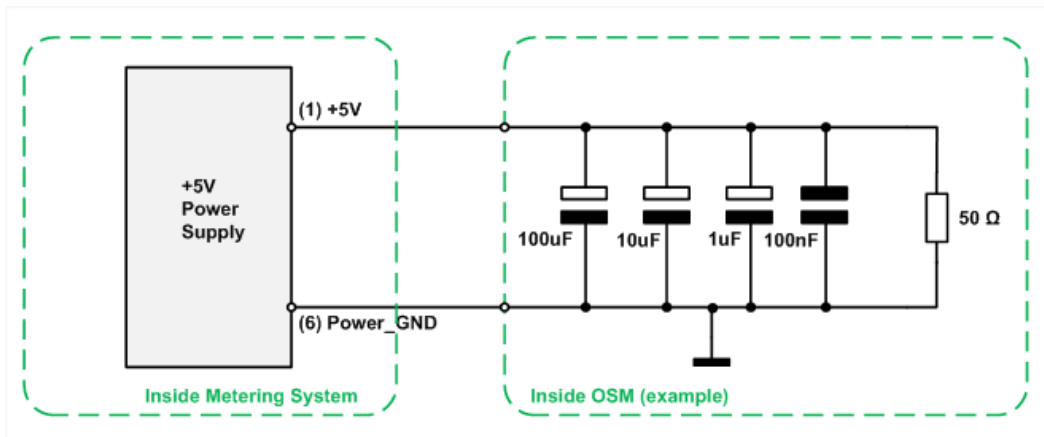 (1) +5V
+5V
Power
Supply
100uF
10uF
1uF
100nF
50 Ω
(6) Power_GND
Inside Metering System
Inside OSM (example)